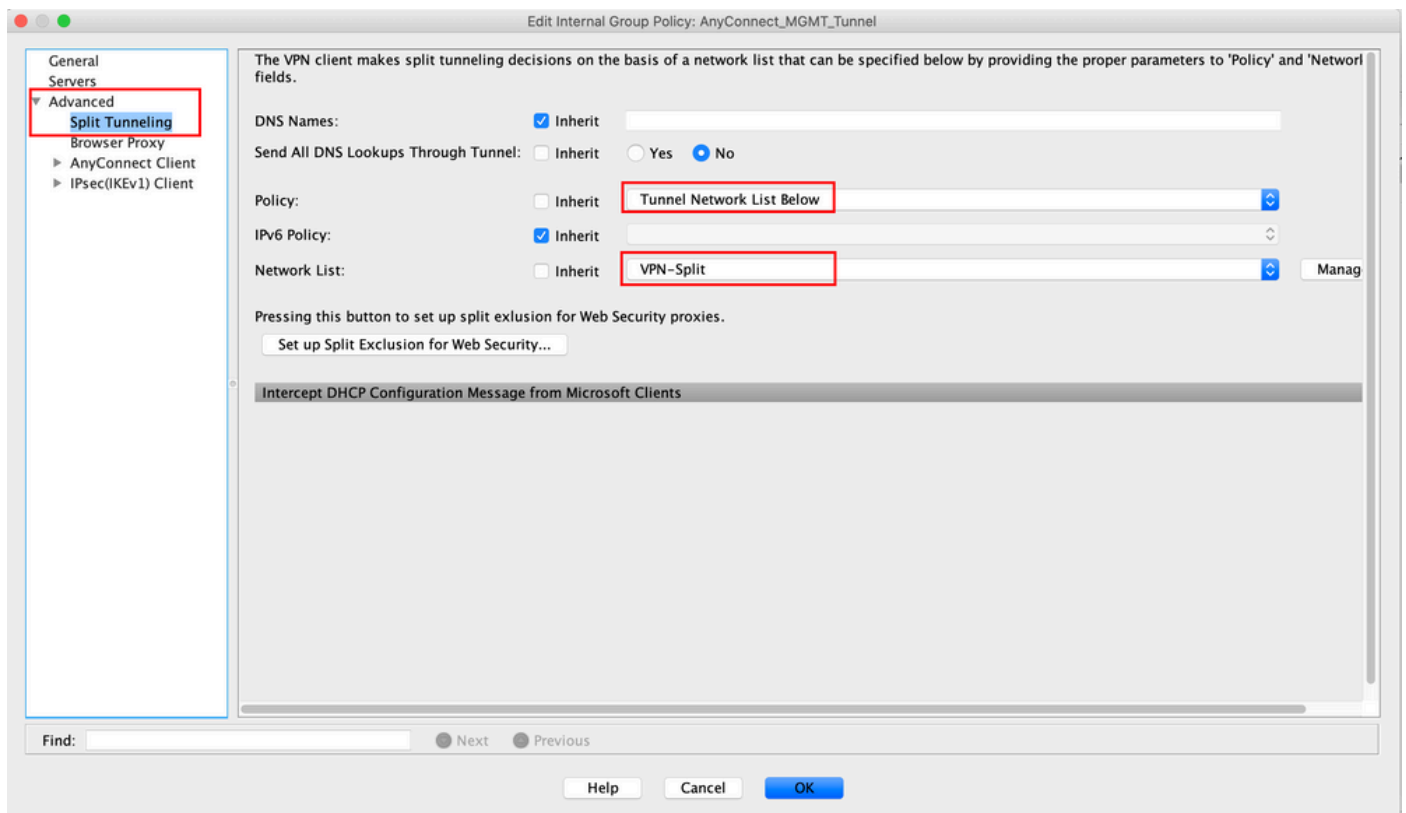 Edit Internal Group Policy: AnyConnect_MGMT_Tunnel
General
Servers
Advanced
Split Tunneling
Browser Proxy
AnyConnect Client
IPsec(IKEv1) Client
The VPN client makes split tunneling decisions on the basis of a network list that can be specified below by providing the proper parameters to 'Policy' and 'Network
fields.
DNS Names: Inherit
Send All DNS Lookups Through Tunnel: Inherit Yes No
Policy: Inherit Tunnel Network List Below
IPv6 Policy: Inherit
Network List: Inherit VPN-Split Manag
Pressing this button to set up split exlusion for Web Security proxies.
Set up Split Exclusion for Web Security...
Intercept DHCP Configuration Message from Microsoft Clients
Find: Next Previous
Help Cancel OK